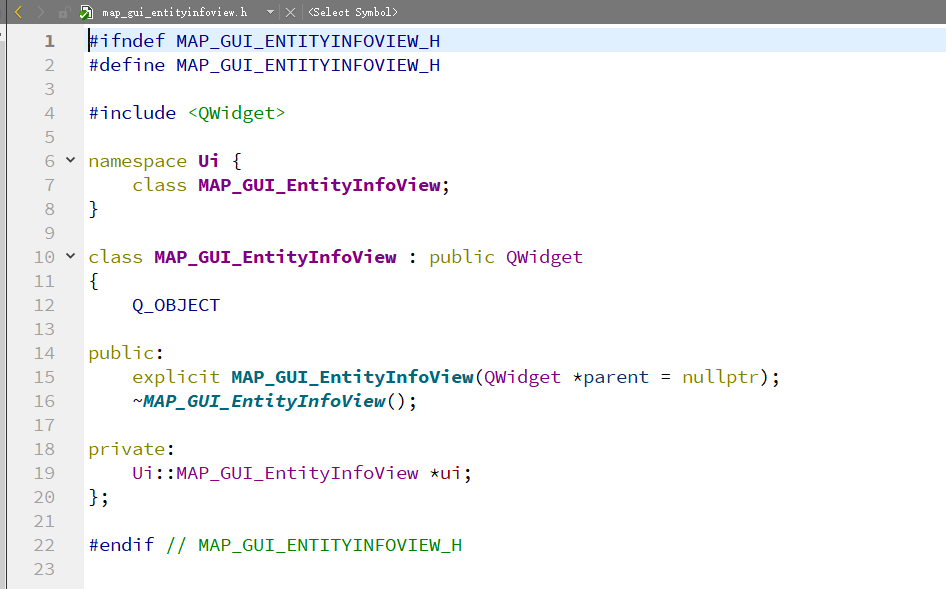 map_gui_entityinfoview.h <Select Symbol>
1 #ifndef MAP_GUI_ENTITYINFOVIEW_H
2 #define MAP_GUI_ENTITYINFOVIEW_H
3
4 #include <QWidget>
5
6 namespace Ui {
7     class MAP_GUI_EntityInfoView;
8 }
9
10 class MAP_GUI_EntityInfoView : public QWidget
11 {
12     Q_OBJECT
13
14 public:
15     explicit MAP_GUI_EntityInfoView(QWidget *parent = nullptr);
16     ~MAP_GUI_EntityInfoView();
17
18 private:
19     Ui::MAP_GUI_EntityInfoView *ui;
20 };
21
22 #endif // MAP_GUI_ENTITYINFOVIEW_H
23